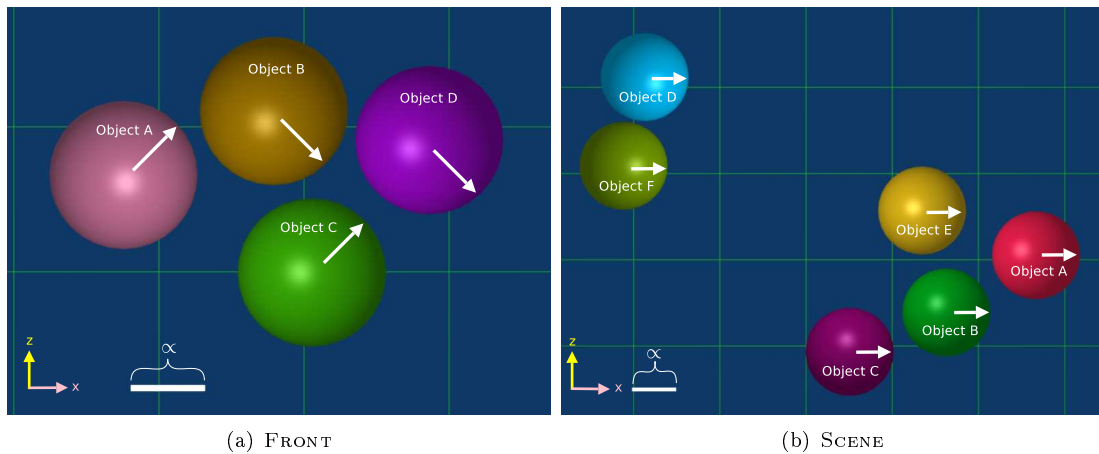 Object B
Object D
Object A
Object C
z
∝
x
Object D
Object F
Object E
Object A
Object B
Object C
z
∝
x
(a) Front
(b) Scene